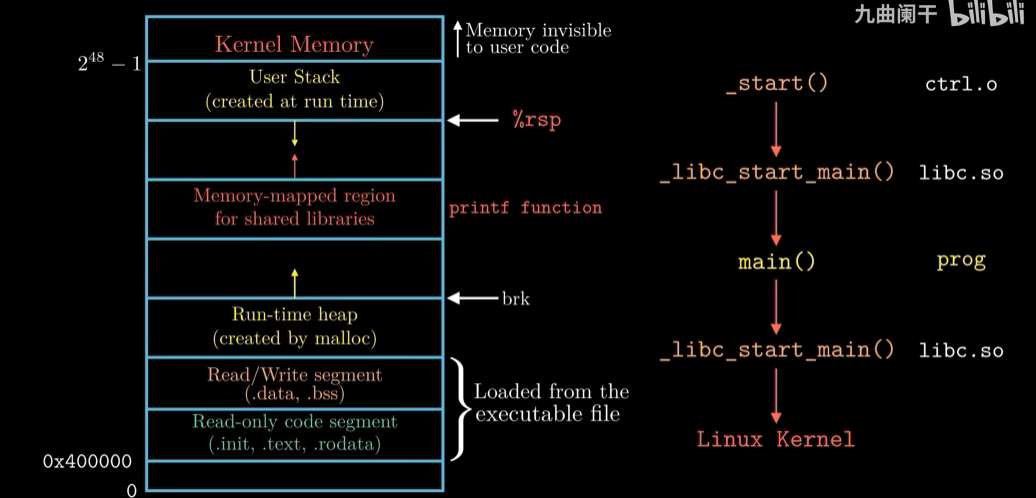 九曲阑干 bilibili
Kernel Memory
Memory invisible
to user code
2^48 − 1
User Stack
(created at run time)
%rsp
Memory-mapped region
for shared libraries
printf function
brk
Run-time heap
(created by malloc)
Read/Write segment
(.data, .bss)
Loaded from the
executable file
Read-only code segment
(.init, .text, .rodata)
0x400000
0
_start() ctrl.o
_libc_start_main() libc.so
main() prog
_libc_start_main() libc.so
Linux Kernel